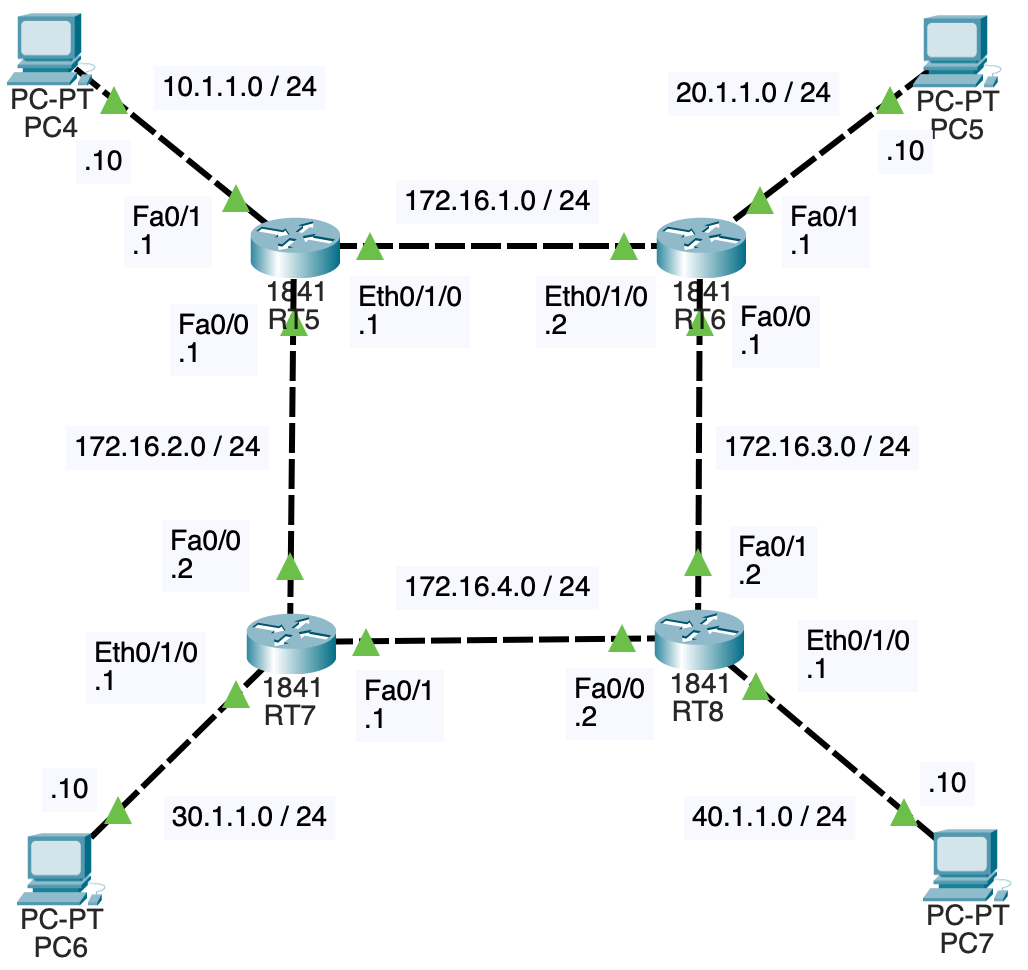 PC-PT
PC4
10.1.1.0 / 24
.10
Fa0/1
.1
20.1.1.0 / 24
PC-PT
PC5
.10
Fa0/1
.1
172.16.1.0 / 24
1841
RT5
Eth0/1/0
.1
Eth0/1/0
.2
1841
RT6
Fa0/0
.1
Fa0/0
.1
172.16.2.0 / 24
172.16.3.0 / 24
Fa0/0
.2
172.16.4.0 / 24
Fa0/1
.2
Eth0/1/0
.1
1841
RT7
Fa0/1
.1
Fa0/0
.2
1841
RT8
Eth0/1/0
.1
.10
30.1.1.0 / 24
PC-PT
PC6
40.1.1.0 / 24
.10
PC-PT
PC7